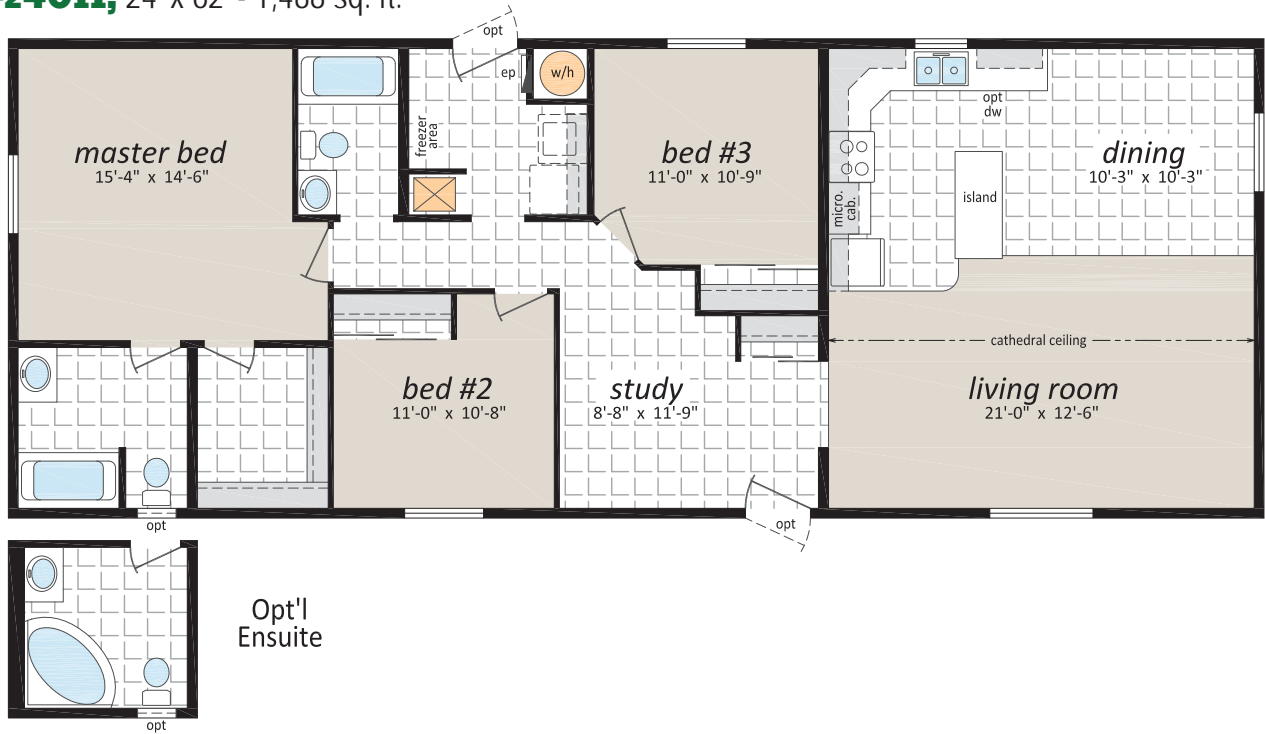 24' x 62' - 1,488 sq. ft.
opt
ep
w/h
freezer
area
master bed
15'-4" x 14'-6"
bed #3
11'-0" x 10'-9"
opt
dw
dining
10'-3" x 10'-3"
island
micro.
cab.
cathedral ceiling
bed #2
11'-0" x 10'-8"
study
8'-8" x 11'-9"
living room
21'-0" x 12'-6"
opt
opt
Opt'l
Ensuite
opt